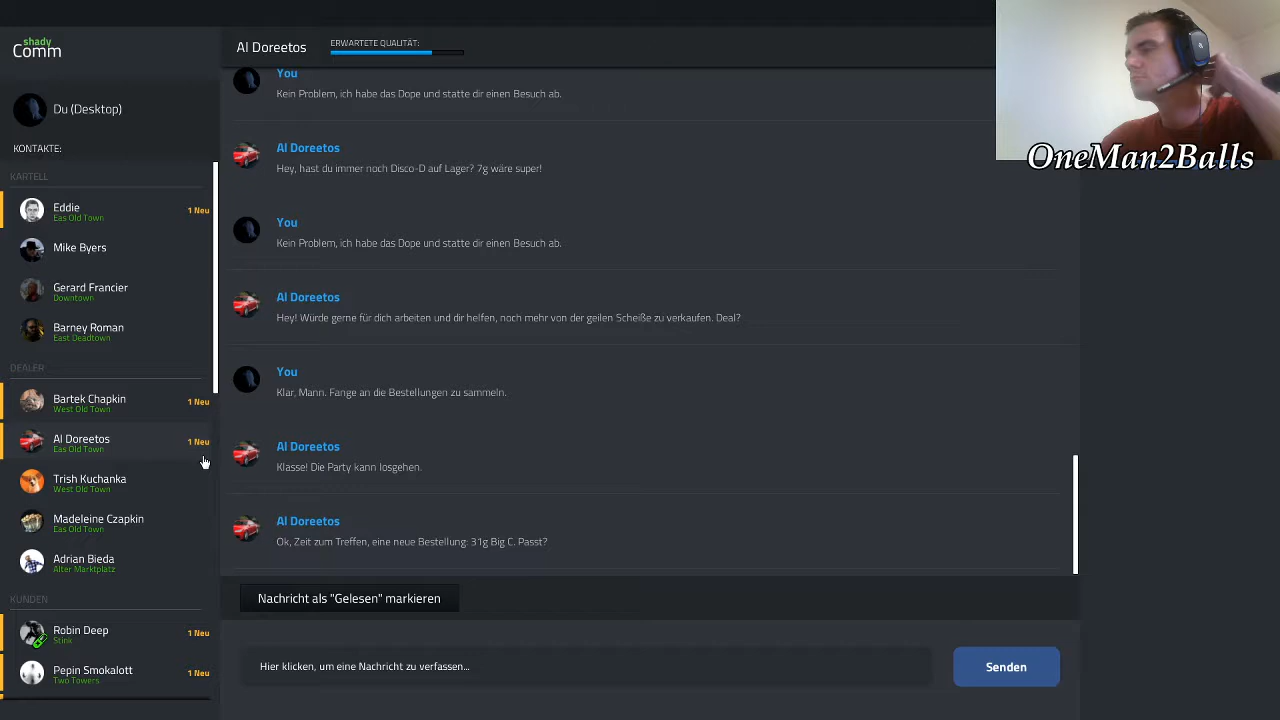 shady
Comm
Du (Desktop)
KONTAKTE:
KARTELL
Eddie
Eas Old Town
1 Neu
Mike Byers
Gerard Francier
Downtown
Barney Roman
East Deadtown
DEALER
Bartek Chapkin
West Old Town
1 Neu
Al Doreetos
Eas Old Town
1 Neu
Trish Kuchanka
West Old Town
Madeleine Czapkin
Eas Old Town
Adrian Bieda
Alter Marktplatz
KUNDEN
Robin Deep
Stink
1 Neu
Pepin Smokalott
Two Towers
1 Neu
Al Doreetos
ERWARTETE QUALITÄT:
You
Kein Problem, ich habe das Dope und statte dir einen Besuch ab.
Al Doreetos
Hey, hast du immer noch Disco-D auf Lager? 7g wäre super!
You
Kein Problem, ich habe das Dope und statte dir einen Besuch ab.
Al Doreetos
Hey! Würde gerne für dich arbeiten und dir helfen, noch mehr von der geilen Scheiße zu verkaufen. Deal?
You
Klar, Mann. Fange an die Bestellungen zu sammeln.
Al Doreetos
Klasse! Die Party kann losgehen.
Al Doreetos
Ok, Zeit zum Treffen, eine neue Bestellung: 31g Big C. Passt?
Nachricht als "Gelesen" markieren
Hier klicken, um eine Nachricht zu verfassen...
Senden
OneMan2Balls